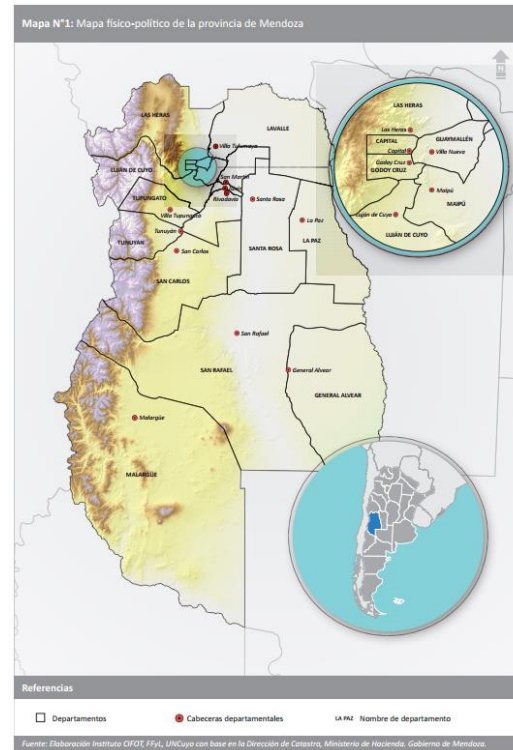 Mapa N°1: Mapa físico-político de la provincia de Mendoza
N
LAS HERAS
LAVALLE
Villa Tulumaya
LUJÁN DE CUYO
San Martín
Rivadavia
Santa Rosa
TUPUNGATO
Villa Tupungato
La Paz
LA PAZ
Tunuyán
TUNUYÁN
San Carlos
SANTA ROSA
SAN CARLOS
LAS HERAS
Las Heras
CAPITAL
GUAYMALLÉN
Capital
Villa Nueva
Godoy Cruz
GODOY CRUZ
Maipú
MAIPÚ
Luján de Cuyo
LUJÁN DE CUYO
San Rafael
SAN RAFAEL
General Alvear
GENERAL ALVEAR
Malargüe
MALARGÜE
Referencias
Departamentos
Cabeceras departamentales
LA PAZ Nombre de departamento
Fuente: Elaboración Instituto CIFOT, FFyL, UNCuyo con base en la Dirección de Catastro, Ministerio de Hacienda. Gobierno de Mendoza.